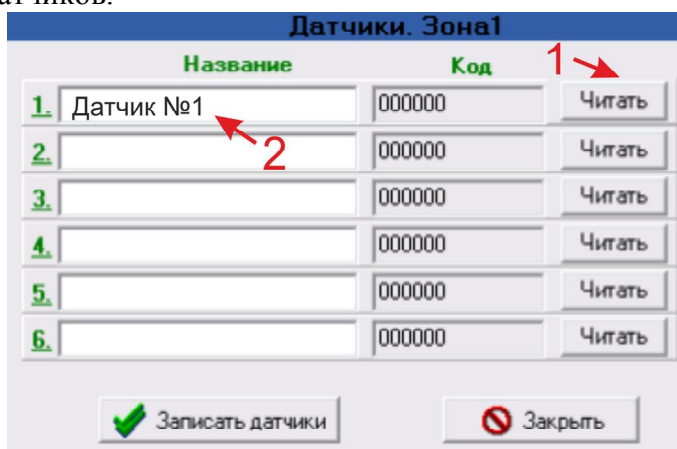 атчиков.
Датчики. Зона1
Название Код 1
1. Датчик №1 000000 Читать
2
2. 000000 Читать
3. 000000 Читать
4. 000000 Читать
5. 000000 Читать
6. 000000 Читать
Записать датчики Закрыть